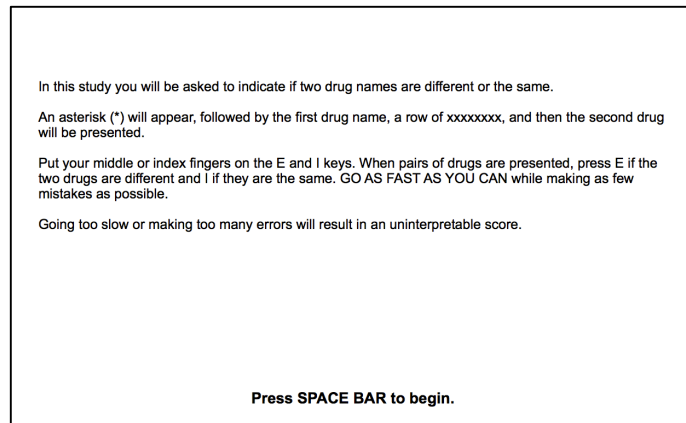 In this study you will be asked to indicate if two drug names are different or the same.
An asterisk (*) will appear, followed by the first drug name, a row of xxxxxxxx, and then the second drug
will be presented.
Put your middle or index fingers on the E and I keys. When pairs of drugs are presented, press E if the
two drugs are different and I if they are the same. GO AS FAST AS YOU CAN while making as few
mistakes as possible.
Going too slow or making too many errors will result in an uninterpretable score.
Press SPACE BAR to begin.